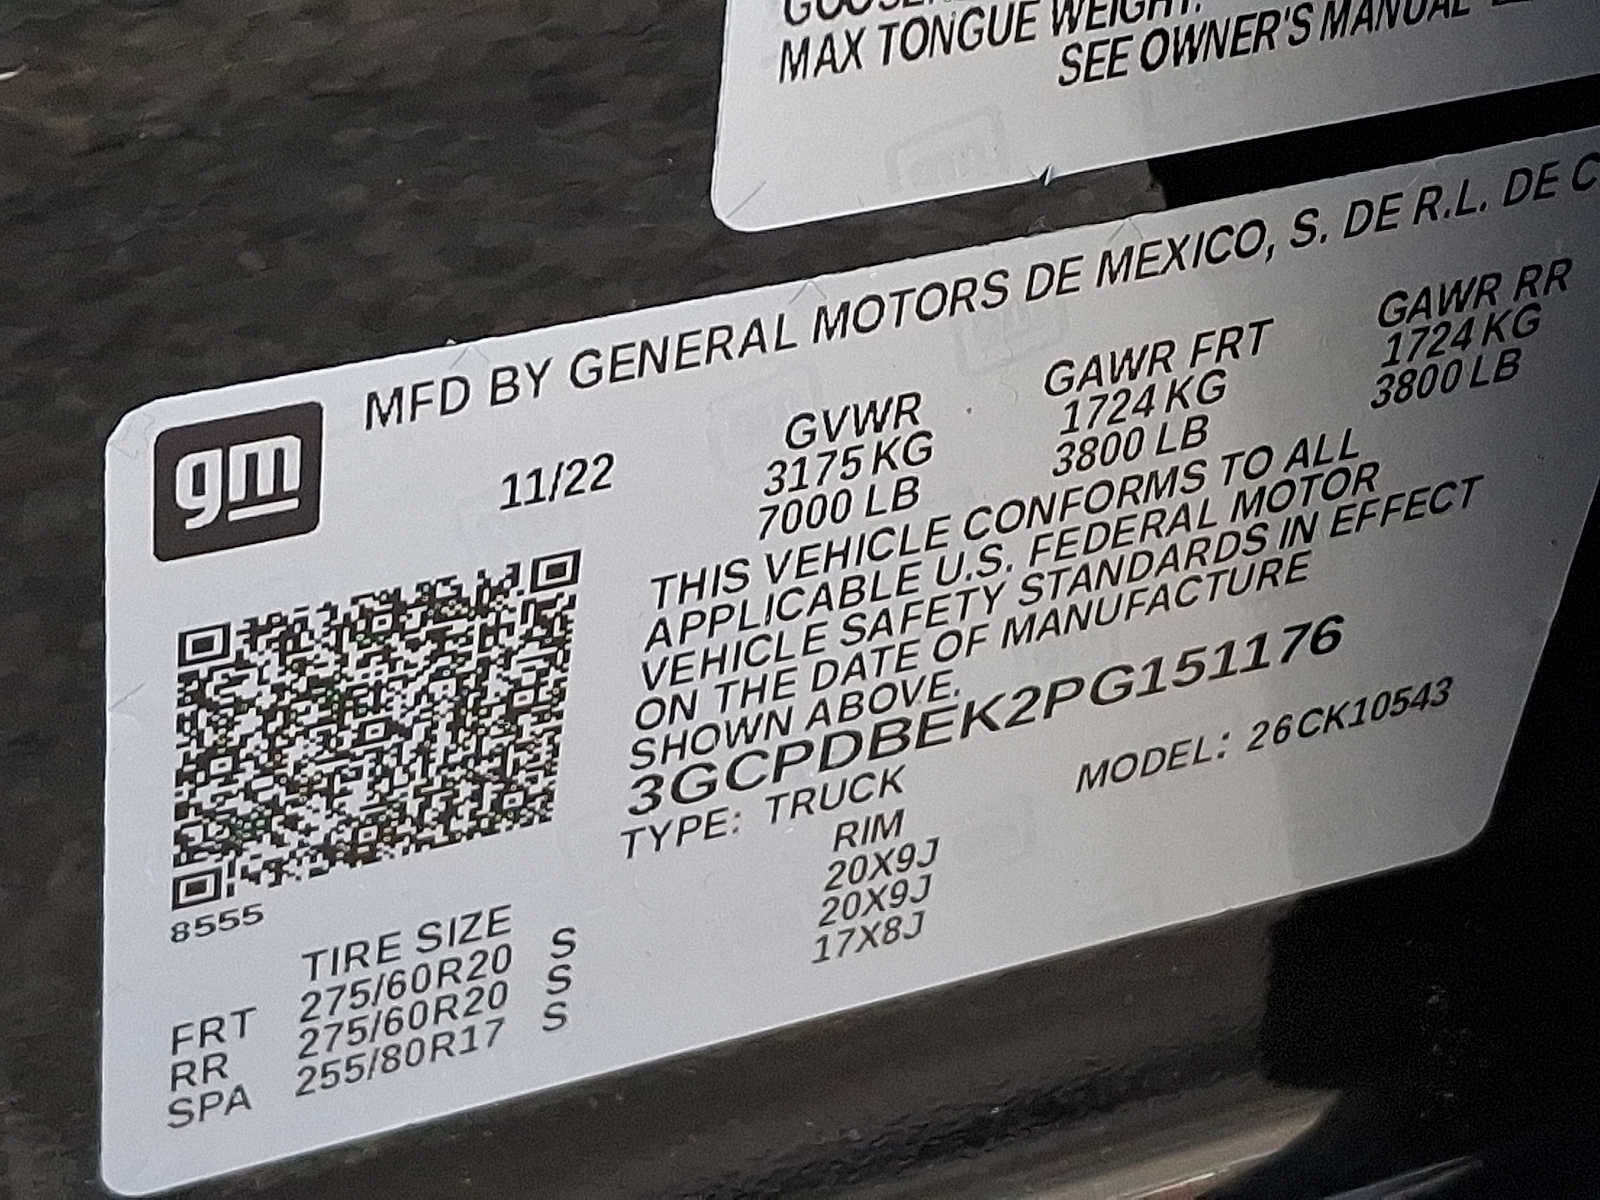 MAX TONGUE WEIGHT:
SEE OWNER'S MANUAL
MFD BY GENERAL MOTORS DE MEXICO, S. DE R.L. DE C
gm
11/22
GVWR GAWR FRT GAWR RR
3175 KG 1724 KG 1724 KG
7000 LB 3800 LB 3800 LB
THIS VEHICLE CONFORMS TO ALL
APPLICABLE U.S. FEDERAL MOTOR
VEHICLE SAFETY STANDARDS IN EFFECT
ON THE DATE OF MANUFACTURE
SHOWN ABOVE.
3GCPDBEK2PG151176
TYPE: TRUCK MODEL: 26CK10543
8555
TIRE SIZE RIM
FRT 275/60R20 S 20X9J
RR 275/60R20 S 20X9J
SPA 255/80R17 S 17X8J